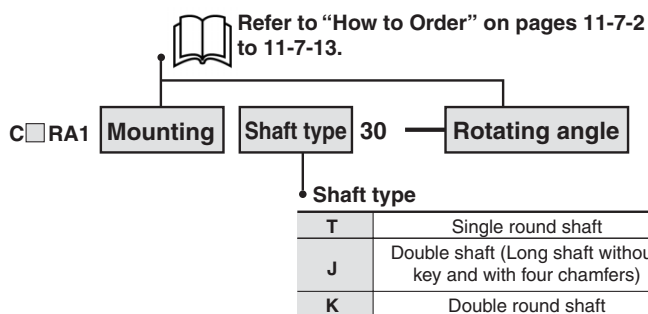 Refer to “How to Order” on pages 11-7-2
to 11-7-13.
C□RA1 Mounting Shaft type 30 — Rotating angle
Shaft type
T Single round shaft
J Double shaft (Long shaft without
key and with four chamfers)
K Double round shaft